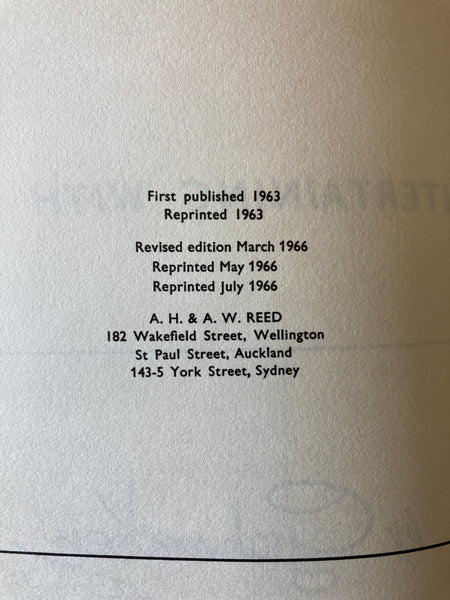 First published 1963
Reprinted 1963
Revised edition March 1966
Reprinted May 1966
Reprinted July 1966
A. H. & A. W. REED
182 Wakefield Street, Wellington
St Paul Street, Auckland
143-5 York Street, Sydney